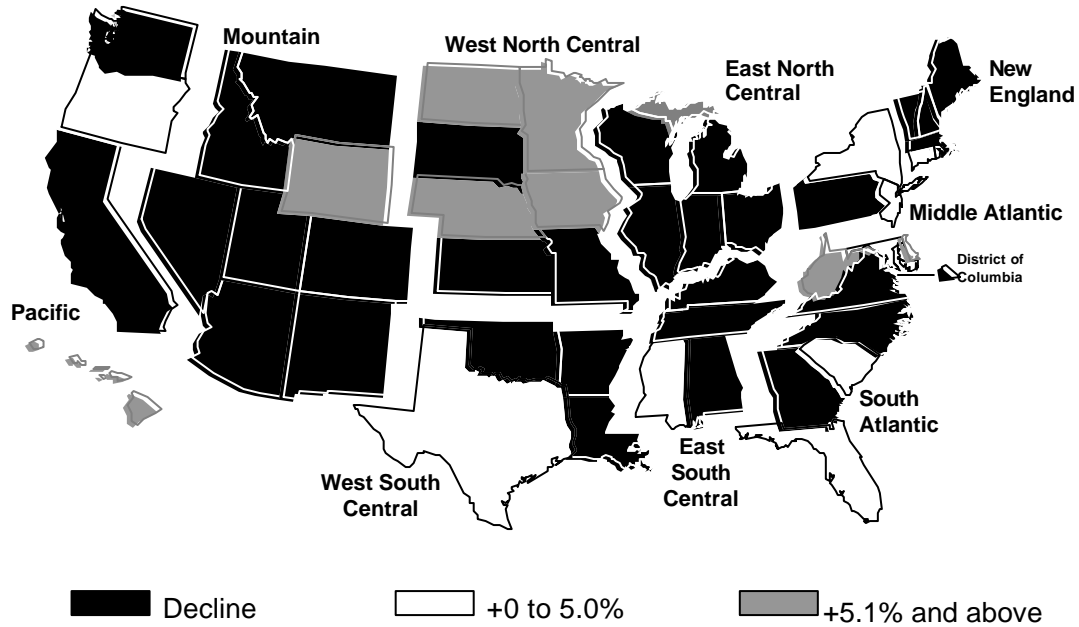 Mountain
West North Central
East North
Central
New
England
Middle Atlantic
District of
Columbia
Pacific
South
Atlantic
East
South
Central
West South
Central
Decline
+0 to 5.0%
+5.1% and above